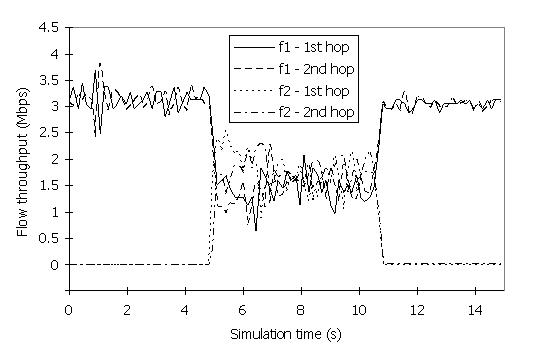 4.5
4
3.5
3
2.5
2
1.5
1
0.5
0
Flow throughput (Mbps)
f1 - 1st hop
f1 - 2nd hop
f2 - 1st hop
f2 - 2nd hop
0 2 4 6 8 10 12 14
Simulation time (s)